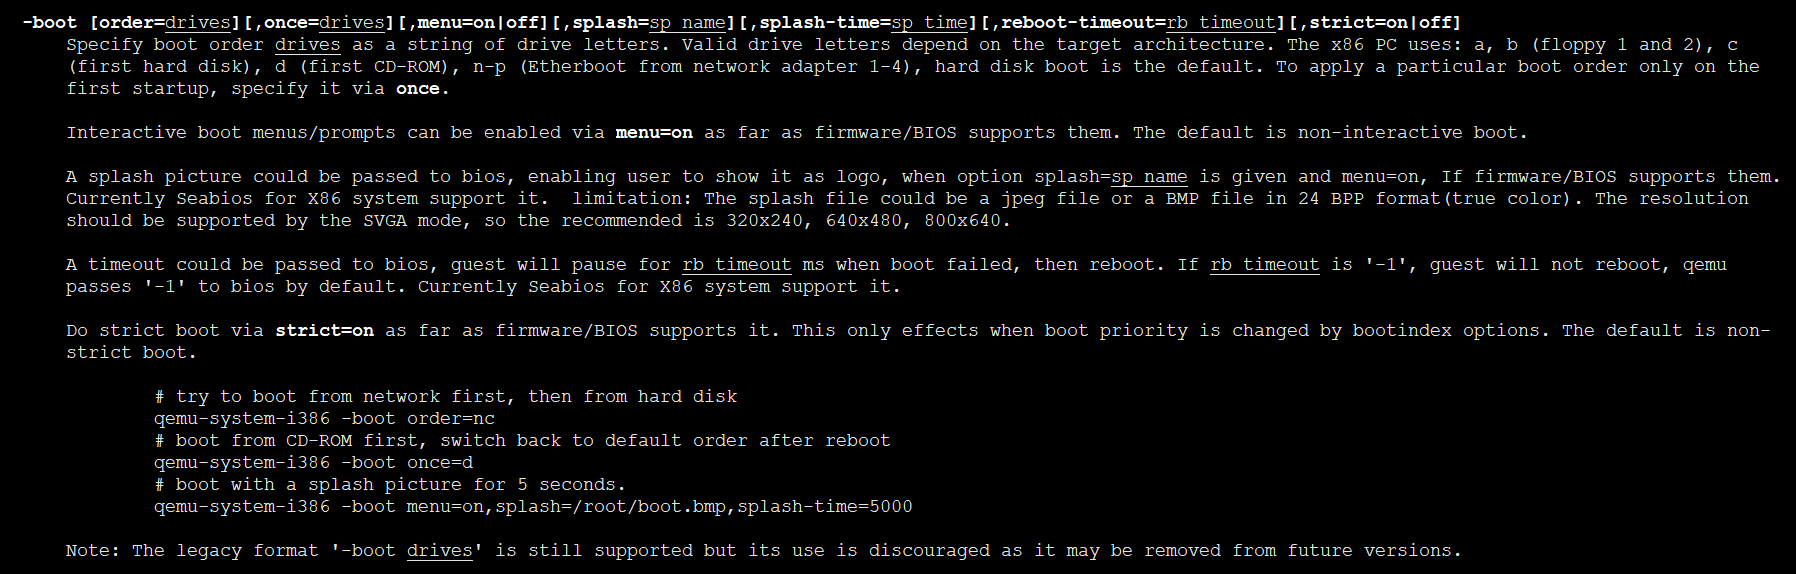 -boot [order=drives][,once=drives][,menu=on|off][,splash=sp_name][,splash-time=sp_time][,reboot-timeout=rb_timeout][,strict=on|off]
Specify boot order drives as a string of drive letters. Valid drive letters depend on the target architecture. The x86 PC uses: a, b (floppy 1 and 2), c
(first hard disk), d (first CD-ROM), n-p (Etherboot from network adapter 1-4), hard disk boot is the default. To apply a particular boot order only on the
first startup, specify it via once.
Interactive boot menus/prompts can be enabled via menu=on as far as firmware/BIOS supports them. The default is non-interactive boot.
A splash picture could be passed to bios, enabling user to show it as logo, when option splash=sp_name is given and menu=on, If firmware/BIOS supports them.
Currently Seabios for X86 system support it.  limitation: The splash file could be a jpeg file or a BMP file in 24 BPP format(true color). The resolution
should be supported by the SVGA mode, so the recommended is 320x240, 640x480, 800x640.
A timeout could be passed to bios, guest will pause for rb_timeout ms when boot failed, then reboot. If rb_timeout is '-1', guest will not reboot, qemu
passes '-1' to bios by default. Currently Seabios for X86 system support it.
Do strict boot via strict=on as far as firmware/BIOS supports it. This only effects when boot priority is changed by bootindex options. The default is non-
strict boot.
# try to boot from network first, then from hard disk
qemu-system-i386 -boot order=nc
# boot from CD-ROM first, switch back to default order after reboot
qemu-system-i386 -boot once=d
# boot with a splash picture for 5 seconds.
qemu-system-i386 -boot menu=on,splash=/root/boot.bmp,splash-time=5000
Note: The legacy format '-boot drives' is still supported but its use is discouraged as it may be removed from future versions.